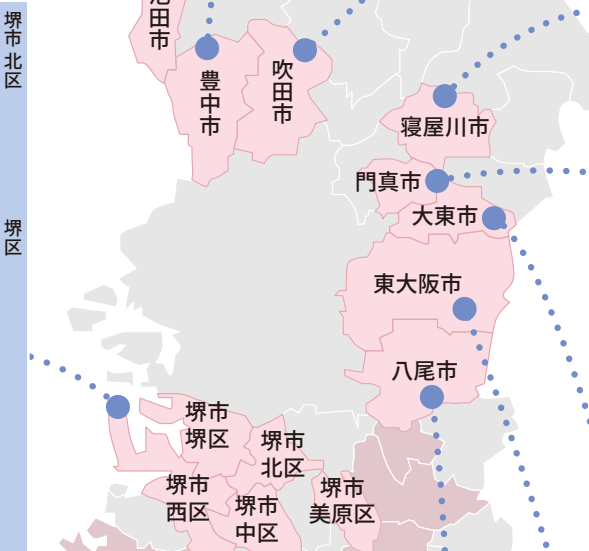 堺市北区
堺区
池田市
豊中市
吹田市
寝屋川市
門真市
大東市
東大阪市
八尾市
堺市
堺区
堺市
北区
堺市
西区
堺市
中区
堺市
美原区